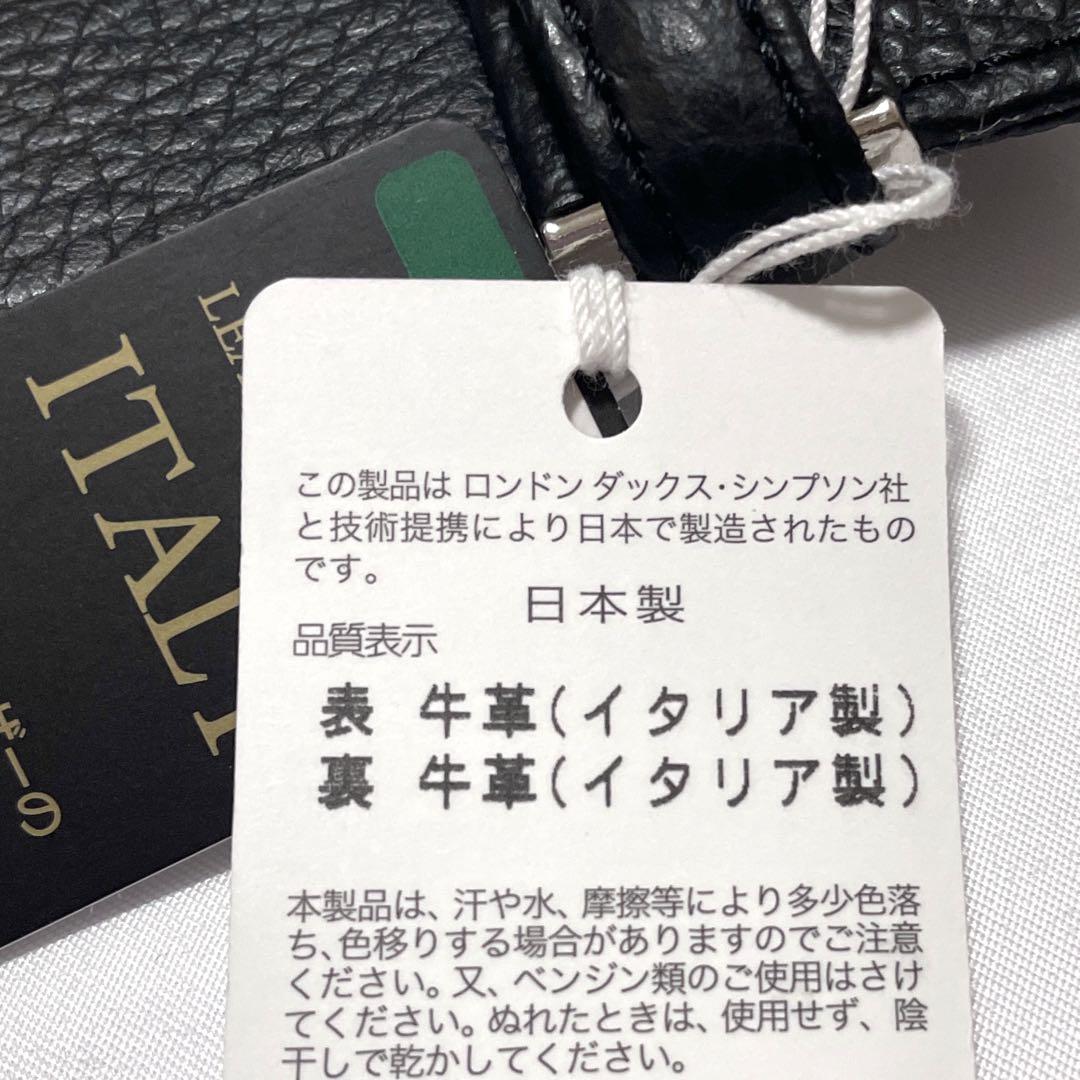 この製品は ロンドン ダックス・シンプソン社
と技術提携により日本で製造されたもの
です。
日本製
品質表示
表 牛革(イタリア製)
裏 牛革(イタリア製)
本製品は、汗や水、摩擦等により多少色落
ち、色移りする場合がありますのでご注意
ください。又、ベンジン類のご使用はさけ
てください。ぬれたときは、使用せず、陰
干しで乾かしてください。
LEA
ITALY
ザーの